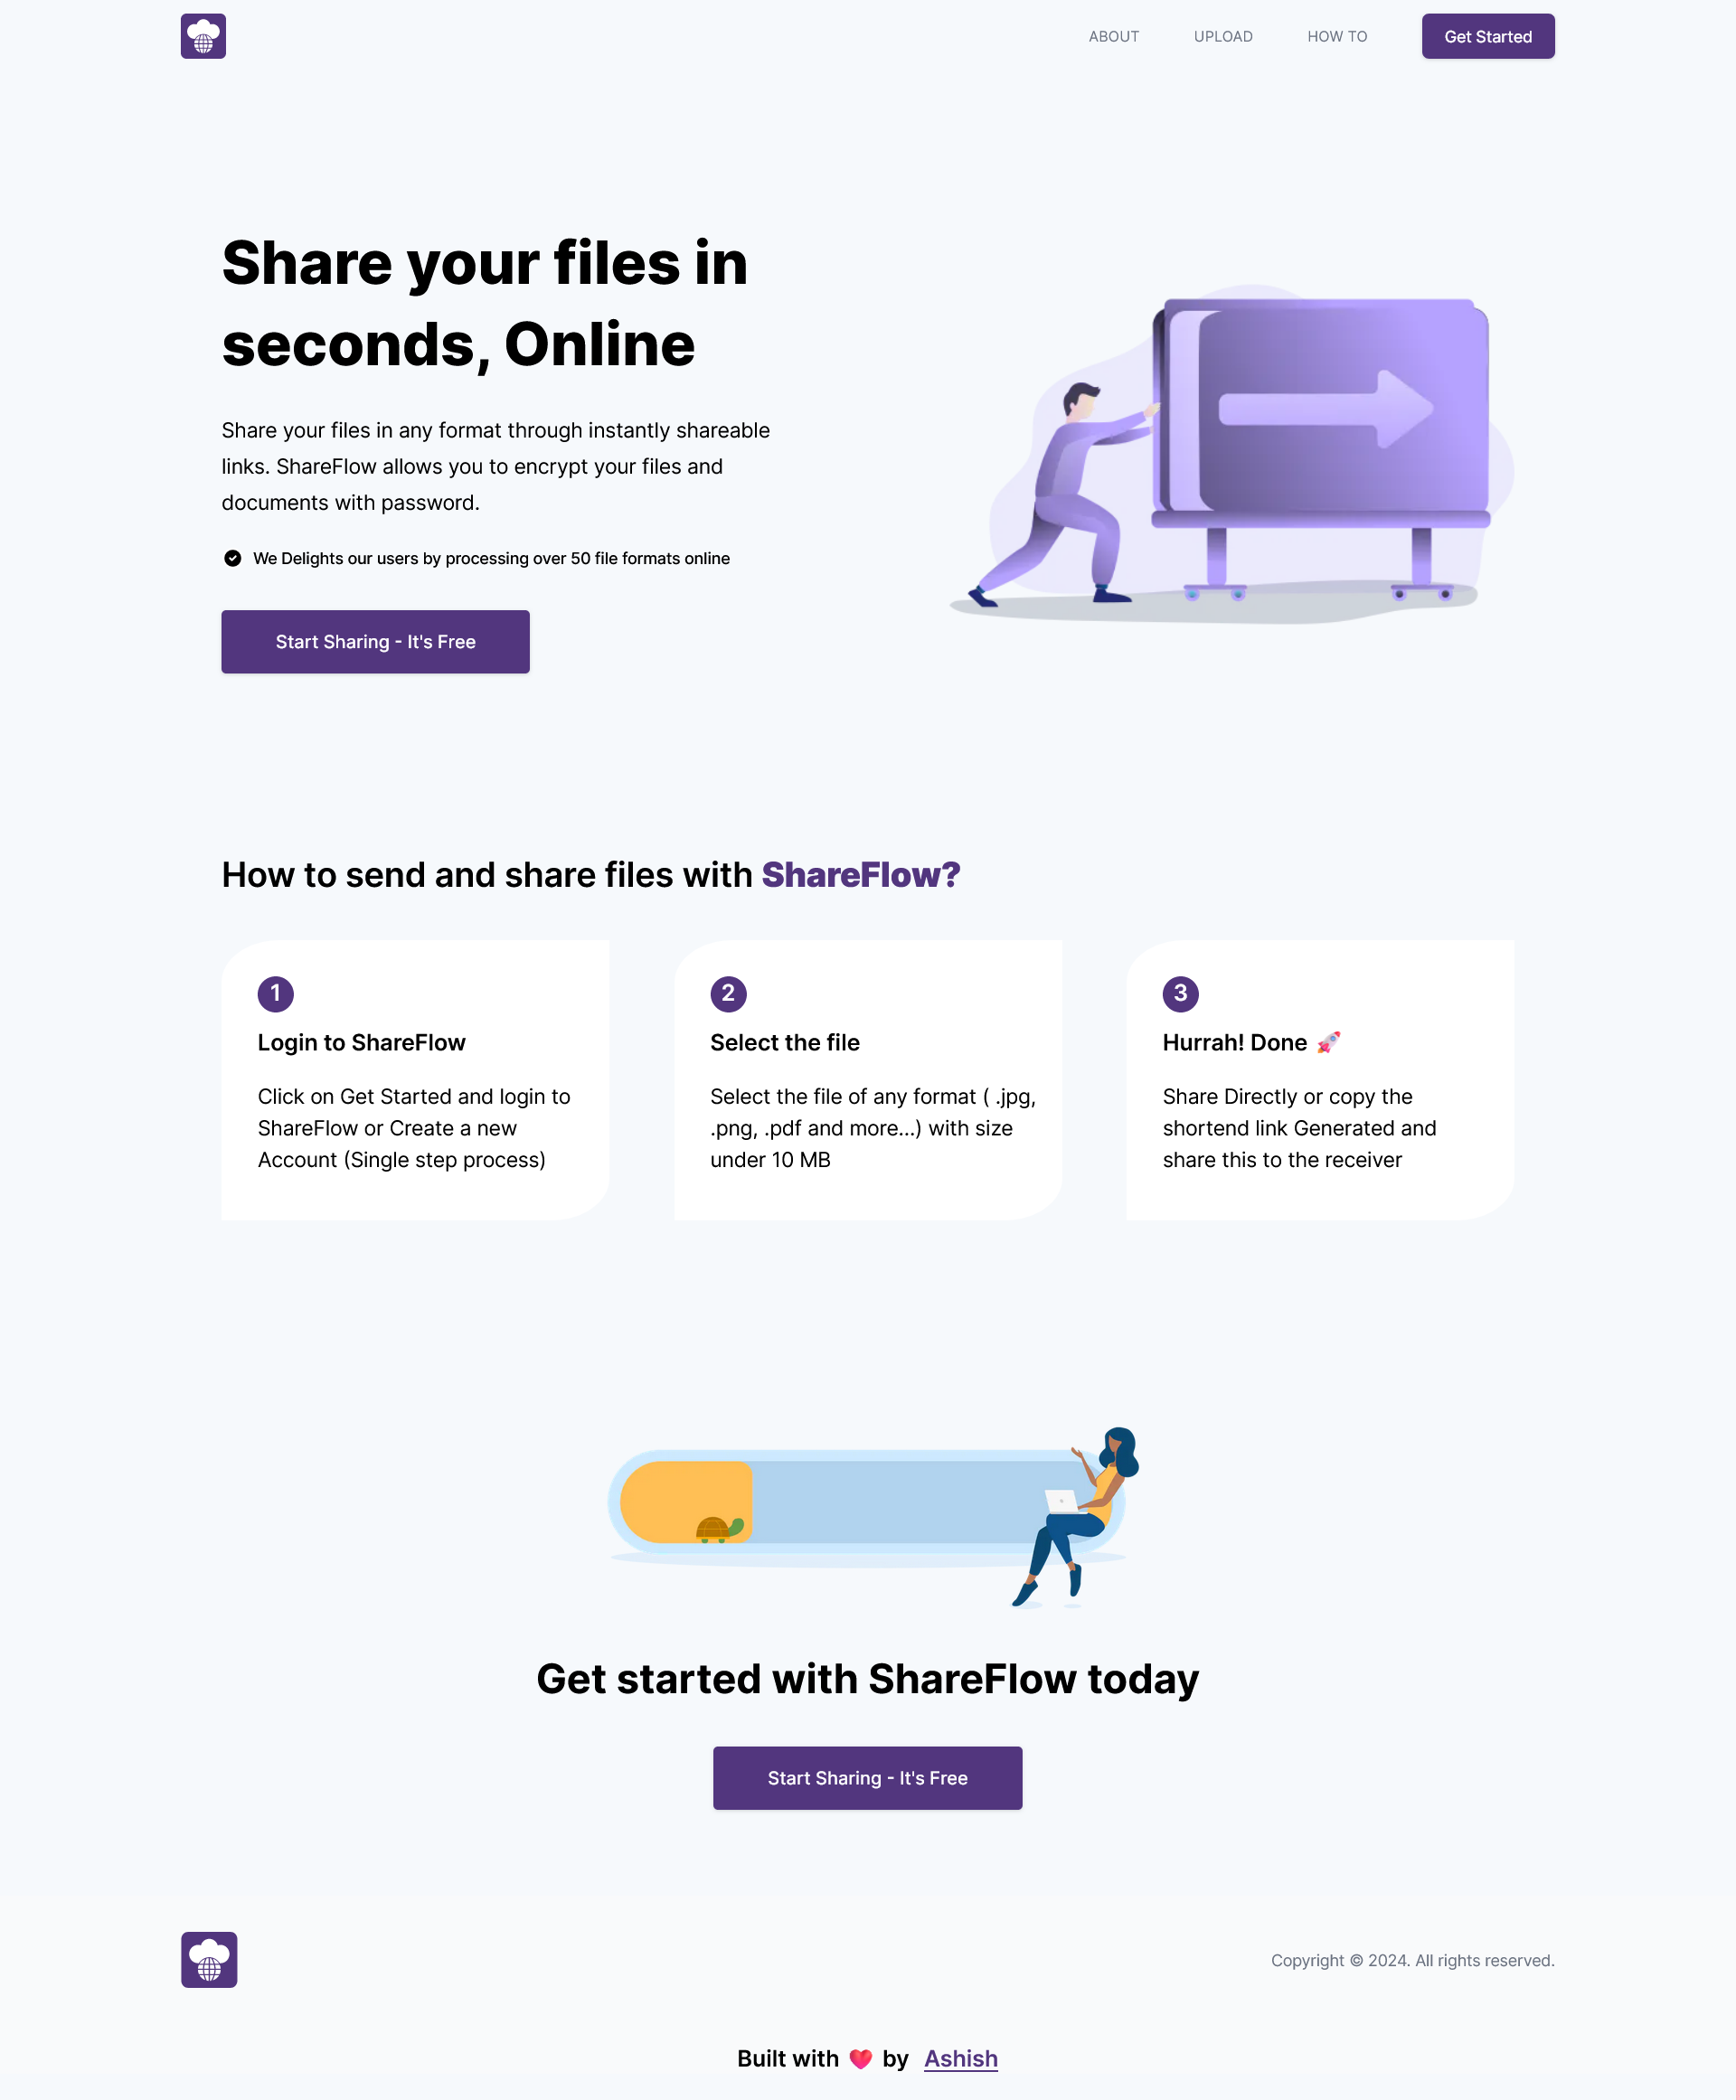 ABOUT UPLOAD HOW TO Get Started
Share your files in
seconds, Online
Share your files in any format through instantly shareable
links. ShareFlow allows you to encrypt your files and
documents with password.
We Delights our users by processing over 50 file formats online
Start Sharing - It's Free
How to send and share files with ShareFlow?
1
Login to ShareFlow
Click on Get Started and login to
ShareFlow or Create a new
Account (Single step process)
2
Select the file
Select the file of any format ( .jpg,
.png, .pdf and more...) with size
under 10 MB
3
Hurrah! Done 🚀
Share Directly or copy the
shortend link Generated and
share this to the receiver
Get started with ShareFlow today
Start Sharing - It's Free
Copyright © 2024. All rights reserved.
Built with ❤️ by Ashish